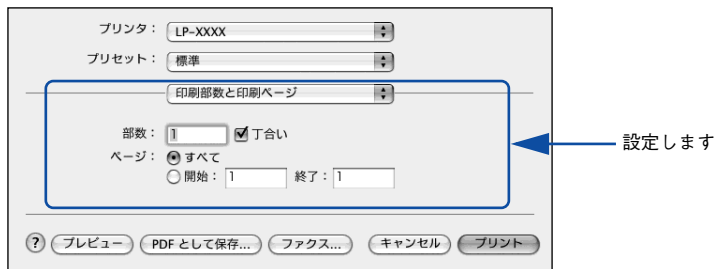 プリンタ： LP-XXXX
プリセット： 標準
印刷部数と印刷ページ
部数： 1 丁合い
ページ： すべて
開始： 1 終了： 1
設定します
? プレビュー PDF として保存... ファクス... キャンセル プリント